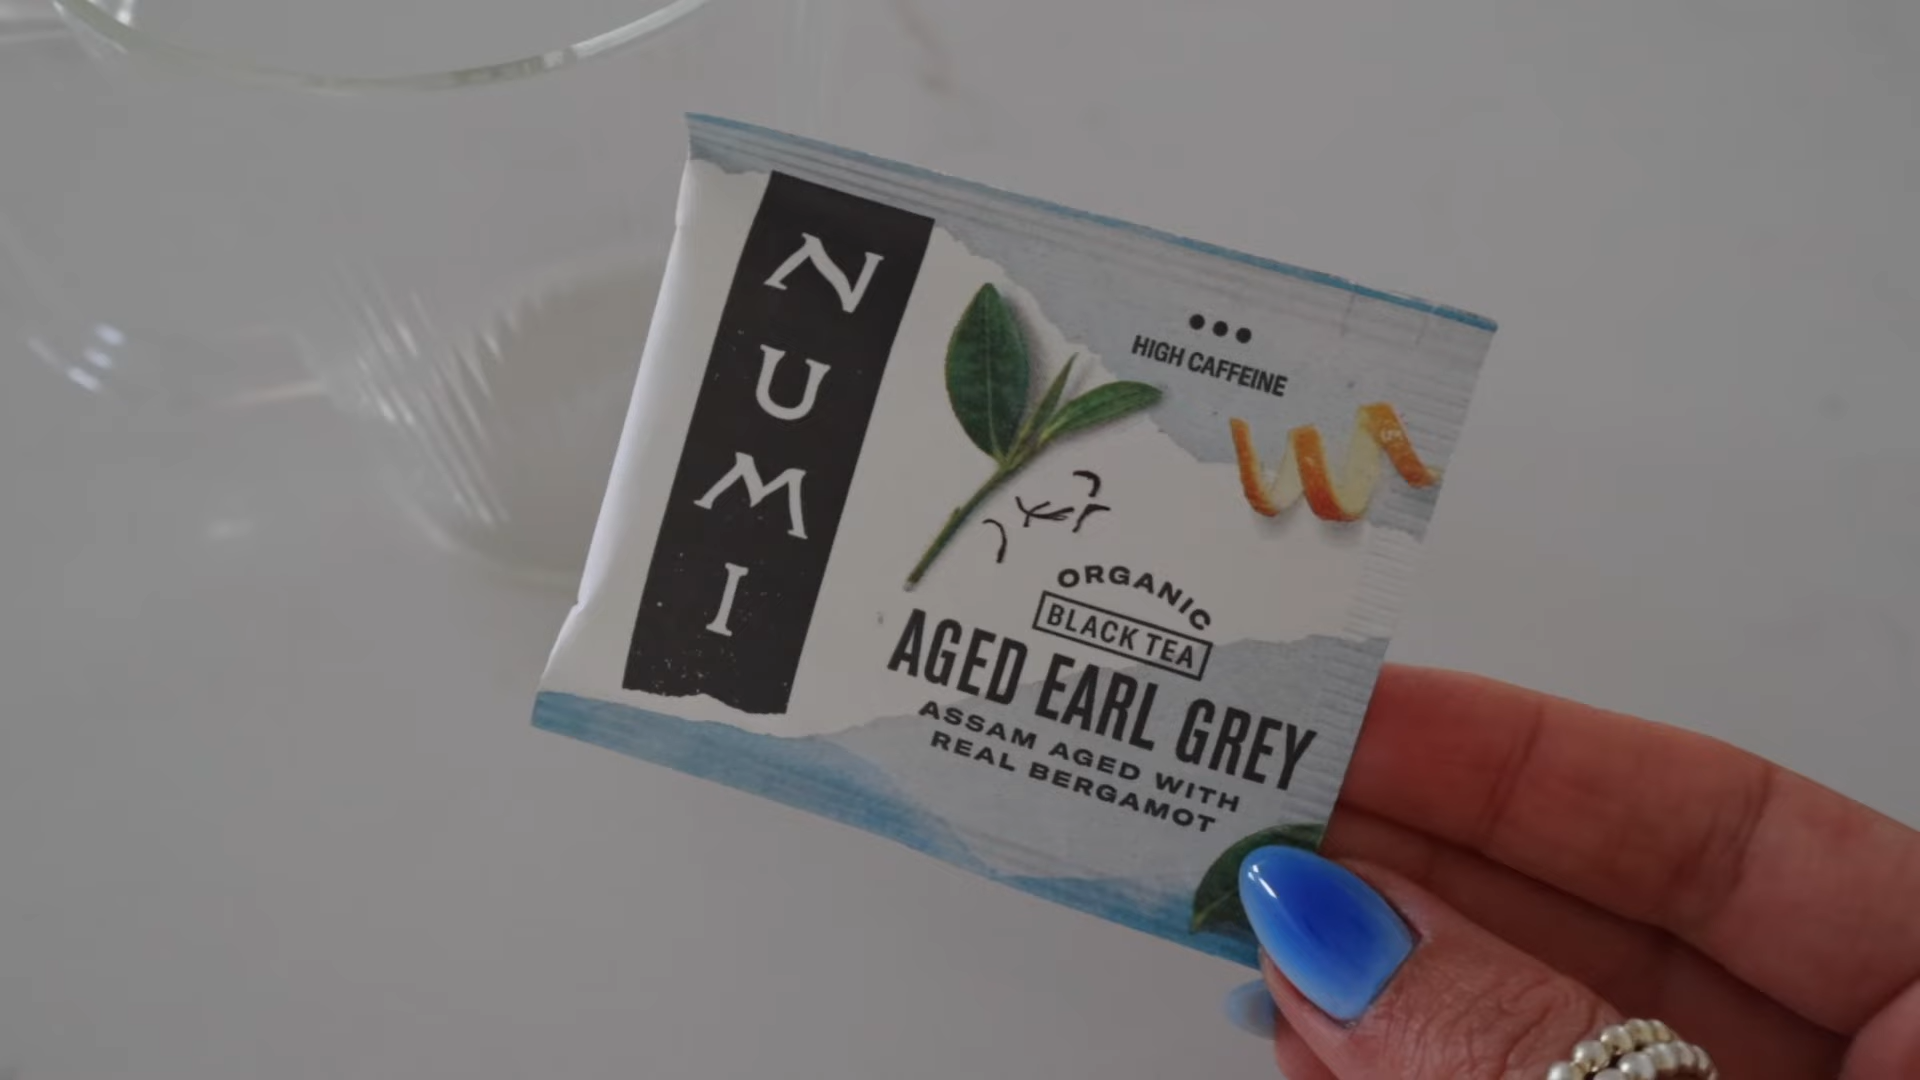 NUMI
HIGH CAFFEINE
ORGANIC
BLACK TEA
AGED EARL GREY
ASSAM AGED WITH
REAL BERGAMOT